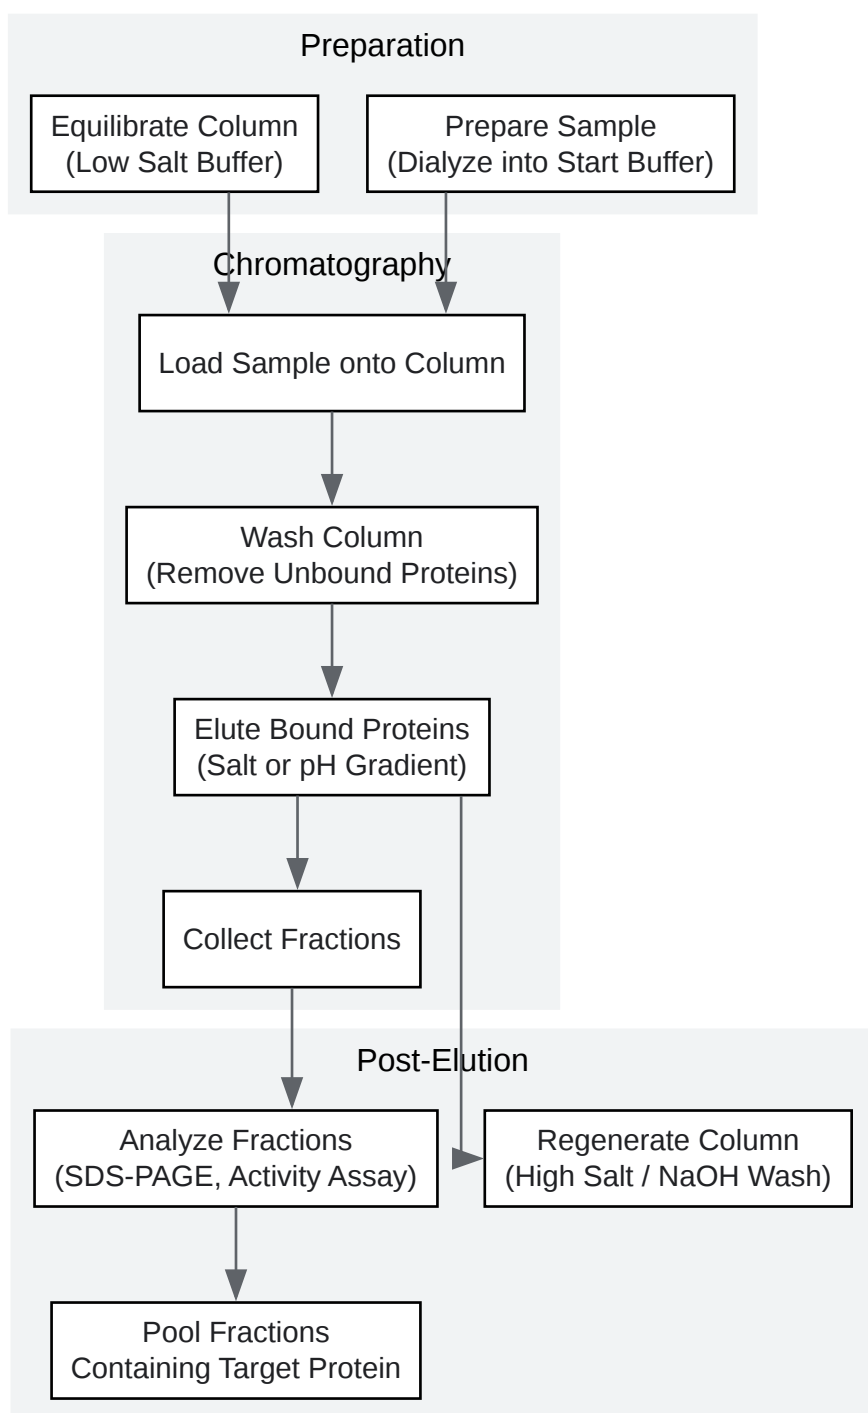 Preparation
Equilibrate Column
(Low Salt Buffer)
Prepare Sample
(Dialyze into Start Buffer)
Chromatography
Load Sample onto Column
Wash Column
(Remove Unbound Proteins)
Elute Bound Proteins
(Salt or pH Gradient)
Collect Fractions
Post-Elution
Analyze Fractions
(SDS-PAGE, Activity Assay)
Regenerate Column
(High Salt / NaOH Wash)
Pool Fractions
Containing Target Protein